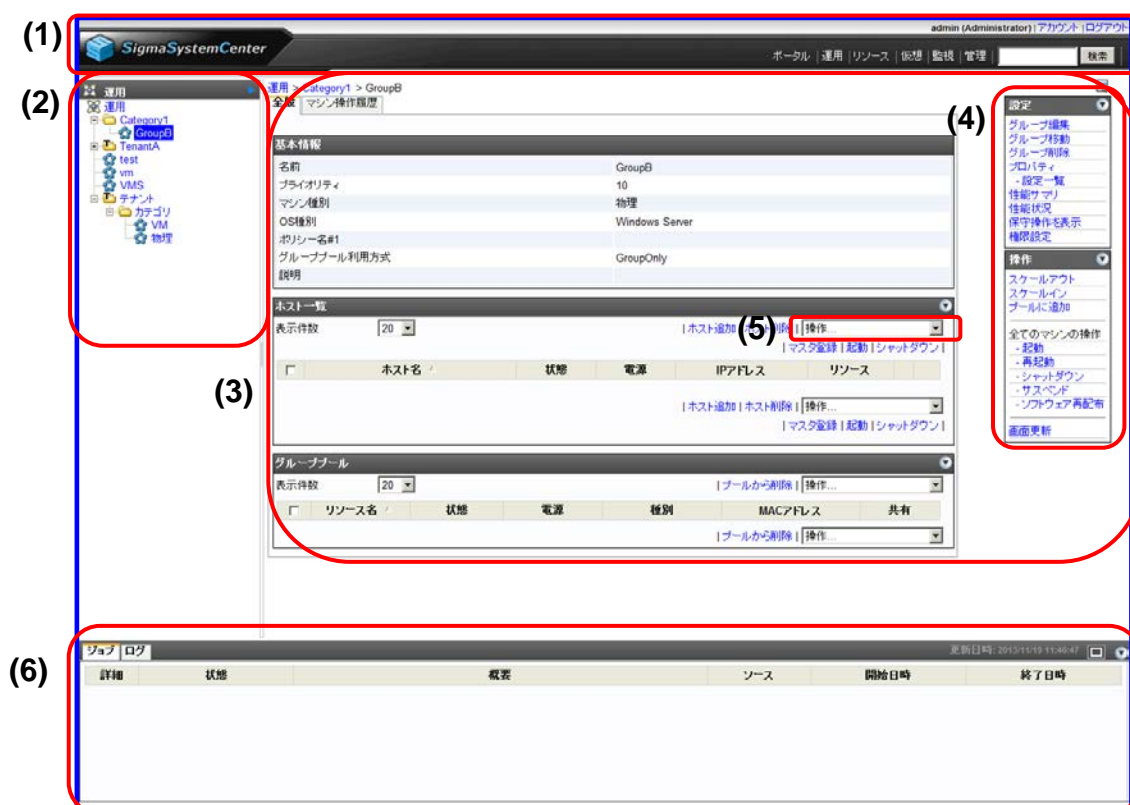 (1)
admin (Administrator) | アカウント | ログアウト
SigmaSystemCenter
ポータル | 運用 | リソース | 仮想 | 監視 | 管理 | 検索
(2)
運用
運用
Category1
GroupB
TenantA
test
vm
VMS
テナント
カテゴリ
VM
物理
(3)
運用 > Category1 > GroupB
全般 マシン操作履歴
基本情報
名前 GroupB
プライオリティ 10
マシン種別 物理
OS種別 Windows Server
ポリシー名#1
グループプール利用方式 GroupOnly
説明
ホスト一覧
表示件数 20 | ホスト追加 | ホスト削除 | 操作...
(5)
| マスタ登録 | 起動 | シャットダウン |
ホスト名 状態 電源 IPアドレス リソース
| ホスト追加 | ホスト削除 | 操作...
| マスタ登録 | 起動 | シャットダウン |
グループプール
表示件数 20 | プールから削除 | 操作...
リソース名 状態 電源 種別 MACアドレス 共有
| プールから削除 | 操作...
(4)
設定
グループ編集
グループ移動
グループ削除
プロパティ
- 設定一覧
性能サマリ
性能状況
保守操作を表示
権限設定
操作
スケールアウト
スケールイン
プールに追加
全てのマシンの操作
- 起動
- 再起動
- シャットダウン
- サスペンド
- ソフトウェア再配布
画面更新
(6)
ジョブ ログ 更新日時: 2013/11/19 11:46:47
詳細 状態 概要 ソース 開始日時 終了日時